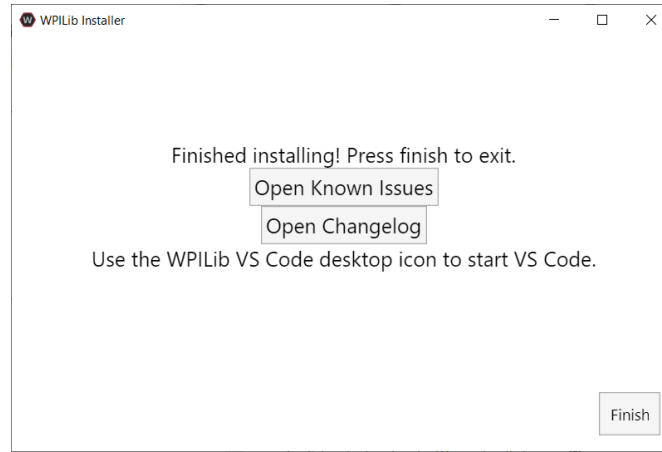 WPILib Installer
Finished installing! Press finish to exit.
Open Known Issues
Open Changelog
Use the WPILib VS Code desktop icon to start VS Code.
Finish